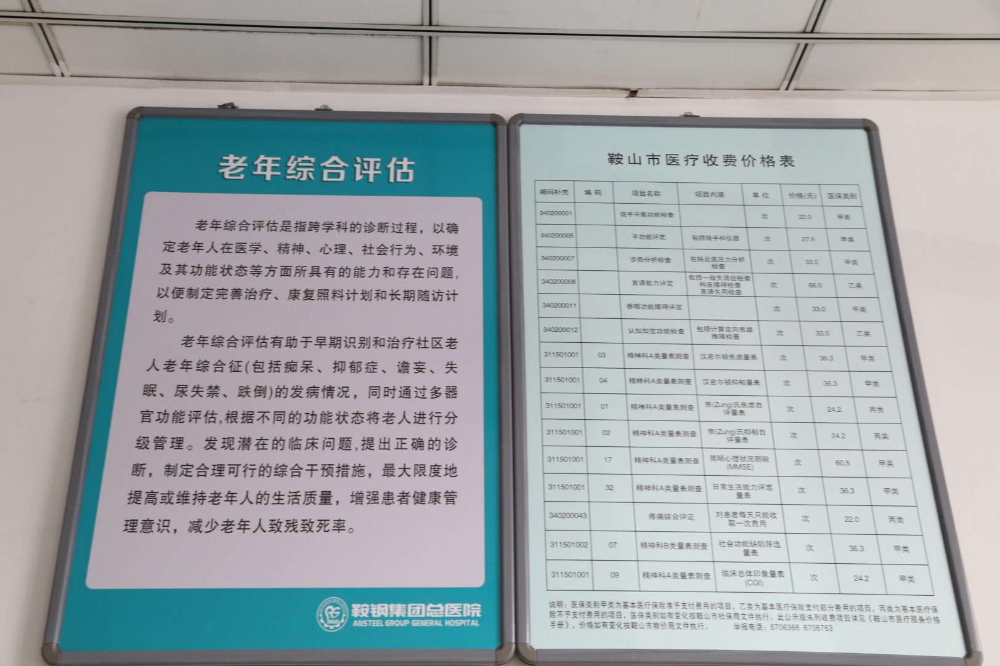 老年综合评估
老年综合评估是指跨学科的诊断过程，以确
定老年人在医学、精神、心理、社会行为、环境
及其功能状态等方面所具有的能力和存在问题,
以便制定完善治疗、康复照料计划和长期随访计
划。
老年综合评估有助于早期识别和治疗社区老
人老年综合征(包括痴呆、抑郁症、谵妄、失
眠、尿失禁、跌倒)的发病情况，同时通过多器
官功能评估,根据不同的功能状态将老人进行分
级管理。发现潜在的临床问题,提出正确的诊
断，制定合理可行的综合干预措施，最大限度地
提高或维持老年人的生活质量，增强患者健康管
理意识，减少老年人致残致死率。
鞍钢集团总医院
ANSTEEL GROUP GENERAL HOSPITAL
鞍山市医疗收费价格表
编码补充 编码 项目名称 项目内涵 单位 价格(元) 医保类别
340200001 徒手平衡功能检查 次 22.0 甲类
340200005 手功能评定 包括徒手和仪器 次 27.5 甲类
340200007 步态分析检查 包括足底压力分析
检查 次 33.0 甲类
340200008 言语能力评定 包括一般失语症检查
构音障碍检查
言语失用检查 次 66.0 乙类
340200011 吞咽功能障碍评定 次 33.0 甲类
340200012 认知知觉功能检查 包括计算定向思维
推理检查 次 33.0 乙类
311501001 03 精神科A类量表测查 汉密尔顿焦虑量表 次 36.3 甲类
311501001 04 精神科A类量表测查 汉密尔顿抑郁量表 次 36.3 甲类
311501001 01 精神科A类量表测查 宗(Zung)氏焦虑自
评量表 次 24.2 丙类
311501001 02 精神科A类量表测查 宗(Zung)氏抑郁自
评量表 次 24.2 丙类
311501001 17 精神科A类量表测查 简明心理状况测验
(MMSE) 次 60.5 甲类
311501001 32 精神科A类量表测查 日常生活能力评定
量表 次 36.3 甲类
340200043 疼痛综合评定 对患者每天只能收
取一次费用 次 22.0 丙类
311501002 07 精神科B类量表测查 社会功能缺陷筛选
量表 次 36.3 甲类
311501001 09 精神科A类量表测查 临床总体印象量表
(CGI) 次 24.2 甲类
说明：医保类别甲类为基本医疗保险准予支付费用的项目，乙类为基本医疗保险支付部分费用的项目，丙类为基本医疗保
险不予支付费用的项目，医保类别如有变化按鞍山市社保局文件执行。此公示版未列收费项目详见《鞍山市医疗服务价格
手册》，价格如有变化按鞍山市物价局文件执行。 举报电话：6706366 6706763